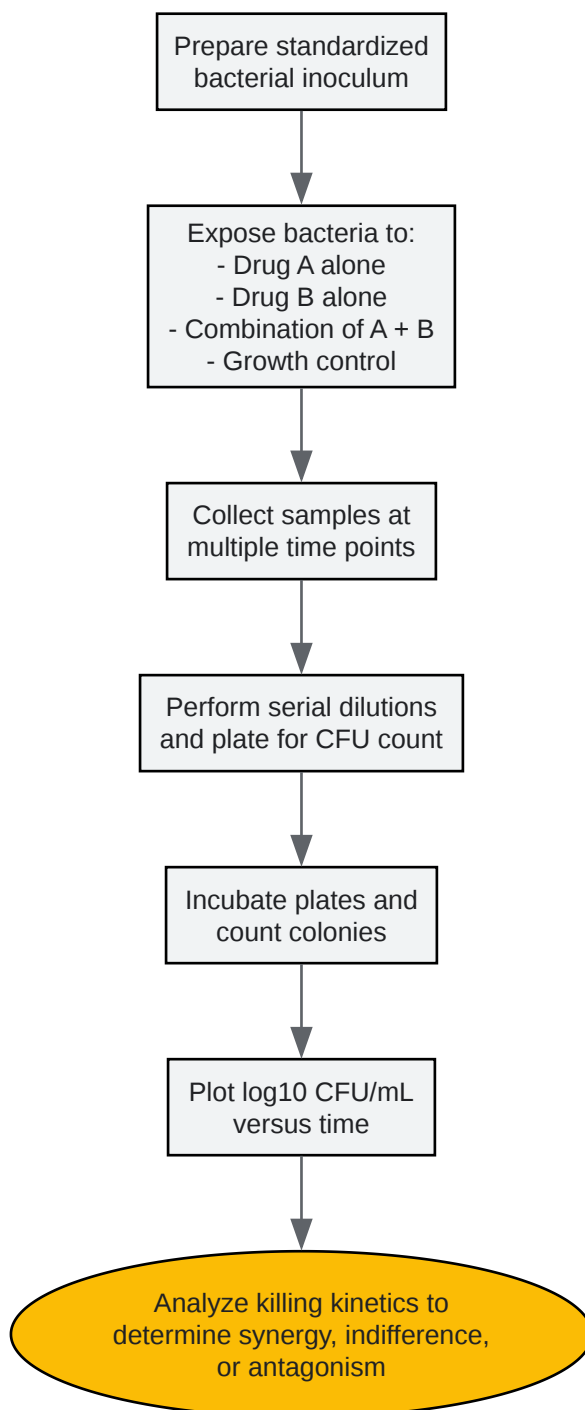 Prepare standardized
bacterial inoculum
Expose bacteria to:
- Drug A alone
- Drug B alone
- Combination of A + B
- Growth control
Collect samples at
multiple time points
Perform serial dilutions
and plate for CFU count
Incubate plates and
count colonies
Plot log10 CFU/mL
versus time
Analyze killing kinetics to
determine synergy, indifference,
or antagonism